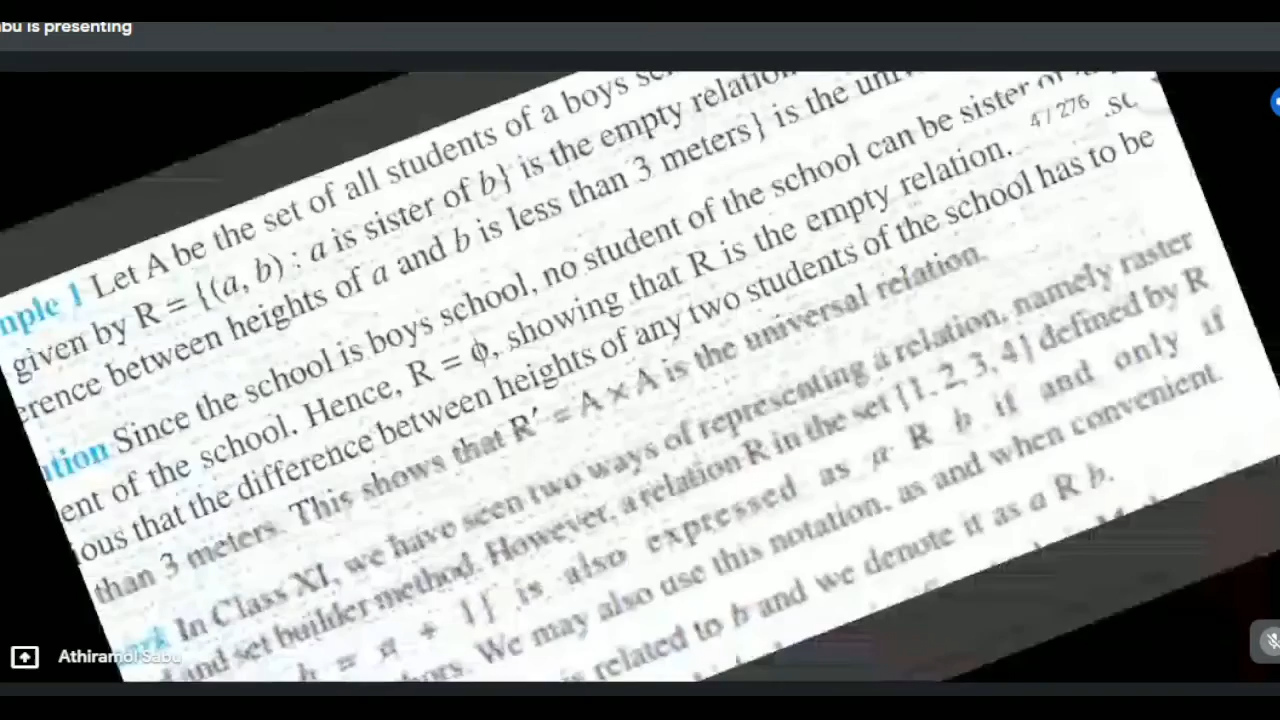 bu is presenting
mple 1 Let A be the set of all students of a boys
given by R = {(a, b) : a is sister of b} is the empty relation
erence between heights of a and b is less than 3 meters} is the
4 / 276
ution Since the school is boys school, no student of the school can be sister of
ent of the school. Hence, R = ϕ, showing that R is the empty relation.
ious that the difference between heights of any two students of the school has to be
than 3 meters. This shows that R′ = A × A is the universal relation.
In Class XI, we have seen two ways of representing a relation, namely raster
and set builder method. However, a relation R in the set {1, 2, 3, 4} defined by R
b = a + 1} is also expressed as a R b if and only if
We may also use this notation, as and when convenient.
is related to b and we denote it as a R b.
Athiramol Sabu